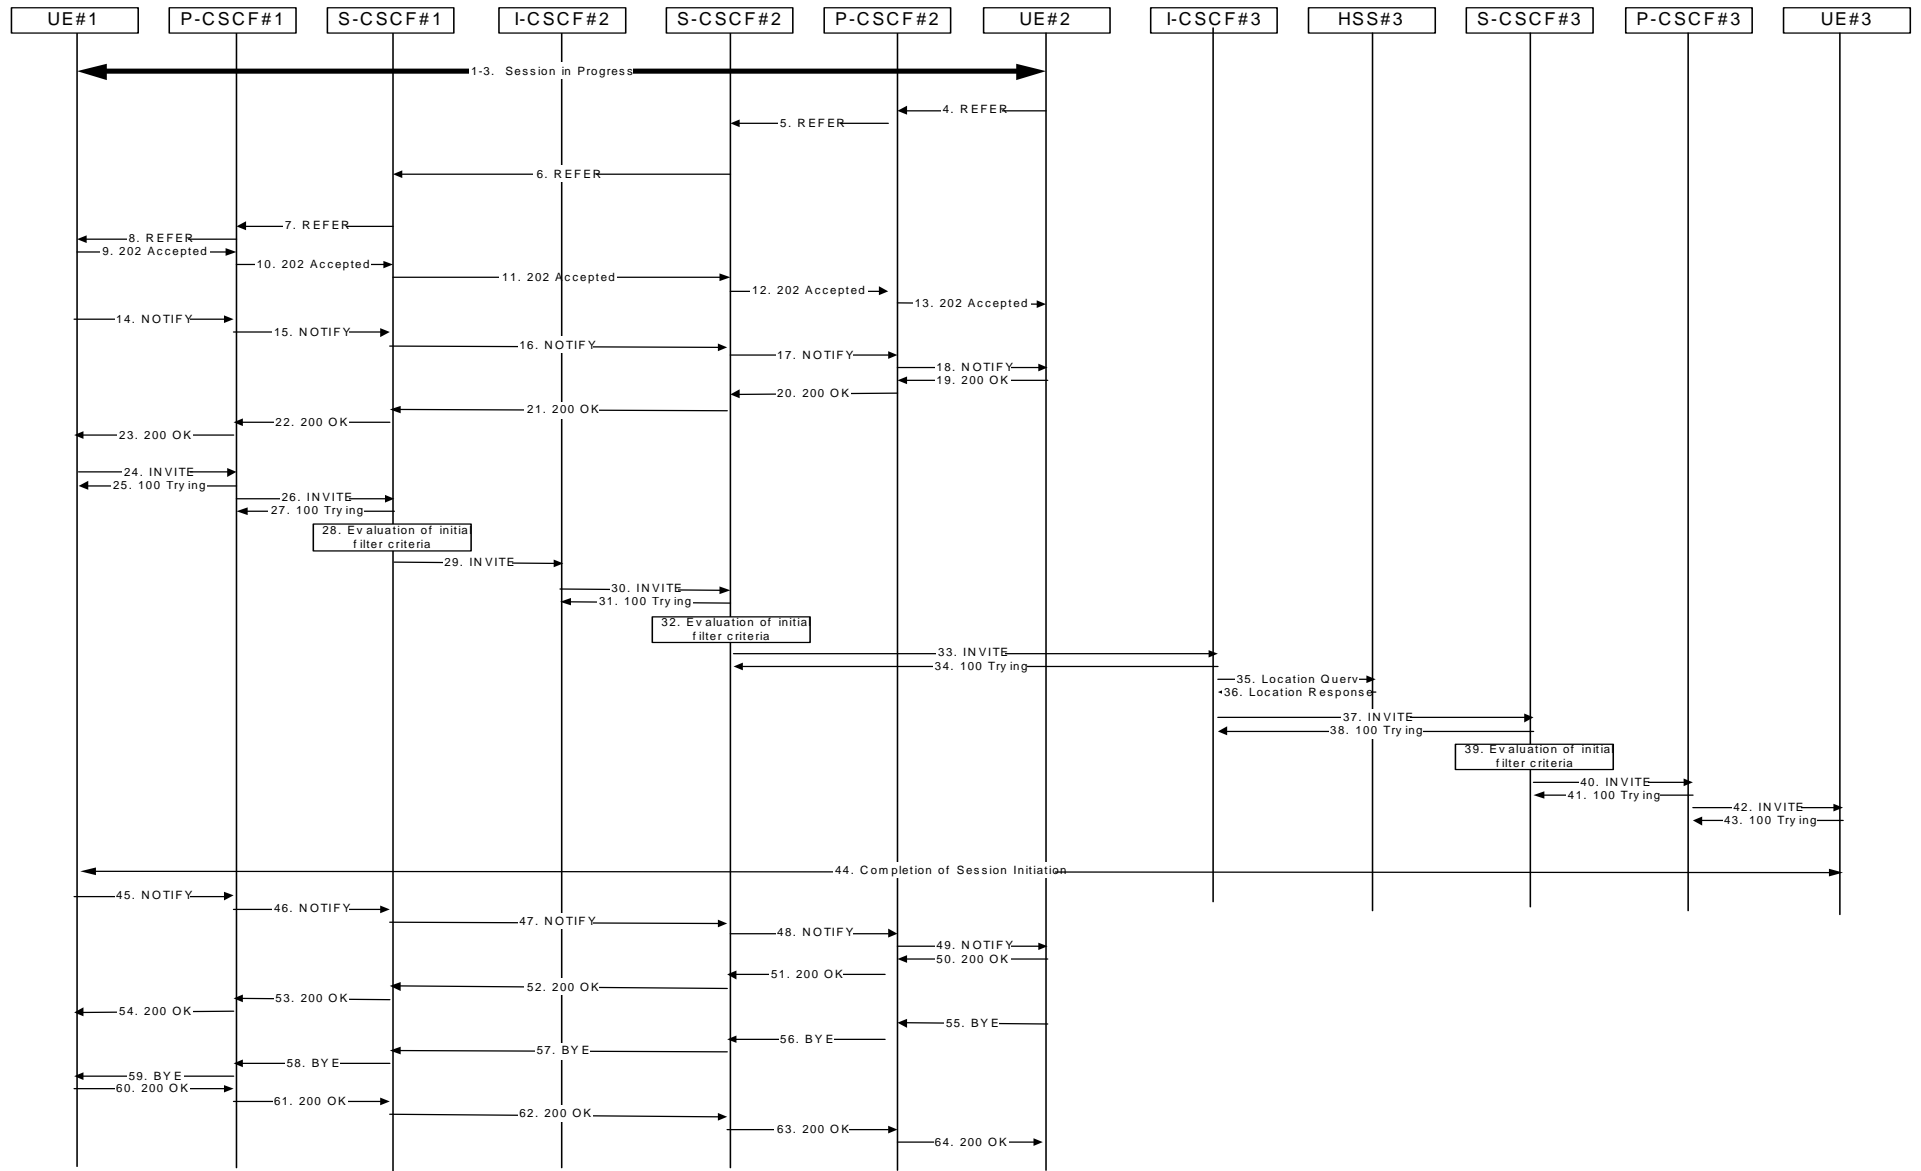 UE#1
P-CSCF#1
S-CSCF#1
I-CSCF#2
S-CSCF#2
P-CSCF#2
UE#2
I-CSCF#3
HSS#3
S-CSCF#3
P-CSCF#3
UE#3
1-3. Session in Progress
4. REFER
5. REFER
6. REFER
7. REFER
8. REFER
9. 202 Accepted
10. 202 Accepted
11. 202 Accepted
12. 202 Accepted
13. 202 Accepted
14. NOTIFY
15. NOTIFY
16. NOTIFY
17. NOTIFY
18. NOTIFY
19. 200 OK
20. 200 OK
21. 200 OK
22. 200 OK
23. 200 OK
24. INVITE
25. 100 Trying
26. INVITE
27. 100 Trying
28. Evaluation of initial
filter criteria
29. INVITE
30. INVITE
31. 100 Trying
32. Evaluation of initial
filter criteria
33. INVITE
34. 100 Trying
35. Location Query
36. Location Response
37. INVITE
38. 100 Trying
39. Evaluation of initial
filter criteria
40. INVITE
41. 100 Trying
42. INVITE
43. 100 Trying
44. Completion of Session Initiation
45. NOTIFY
46. NOTIFY
47. NOTIFY
48. NOTIFY
49. NOTIFY
50. 200 OK
51. 200 OK
52. 200 OK
53. 200 OK
54. 200 OK
55. BYE
56. BYE
57. BYE
58. BYE
59. BYE
60. 200 OK
61. 200 OK
62. 200 OK
63. 200 OK
64. 200 OK